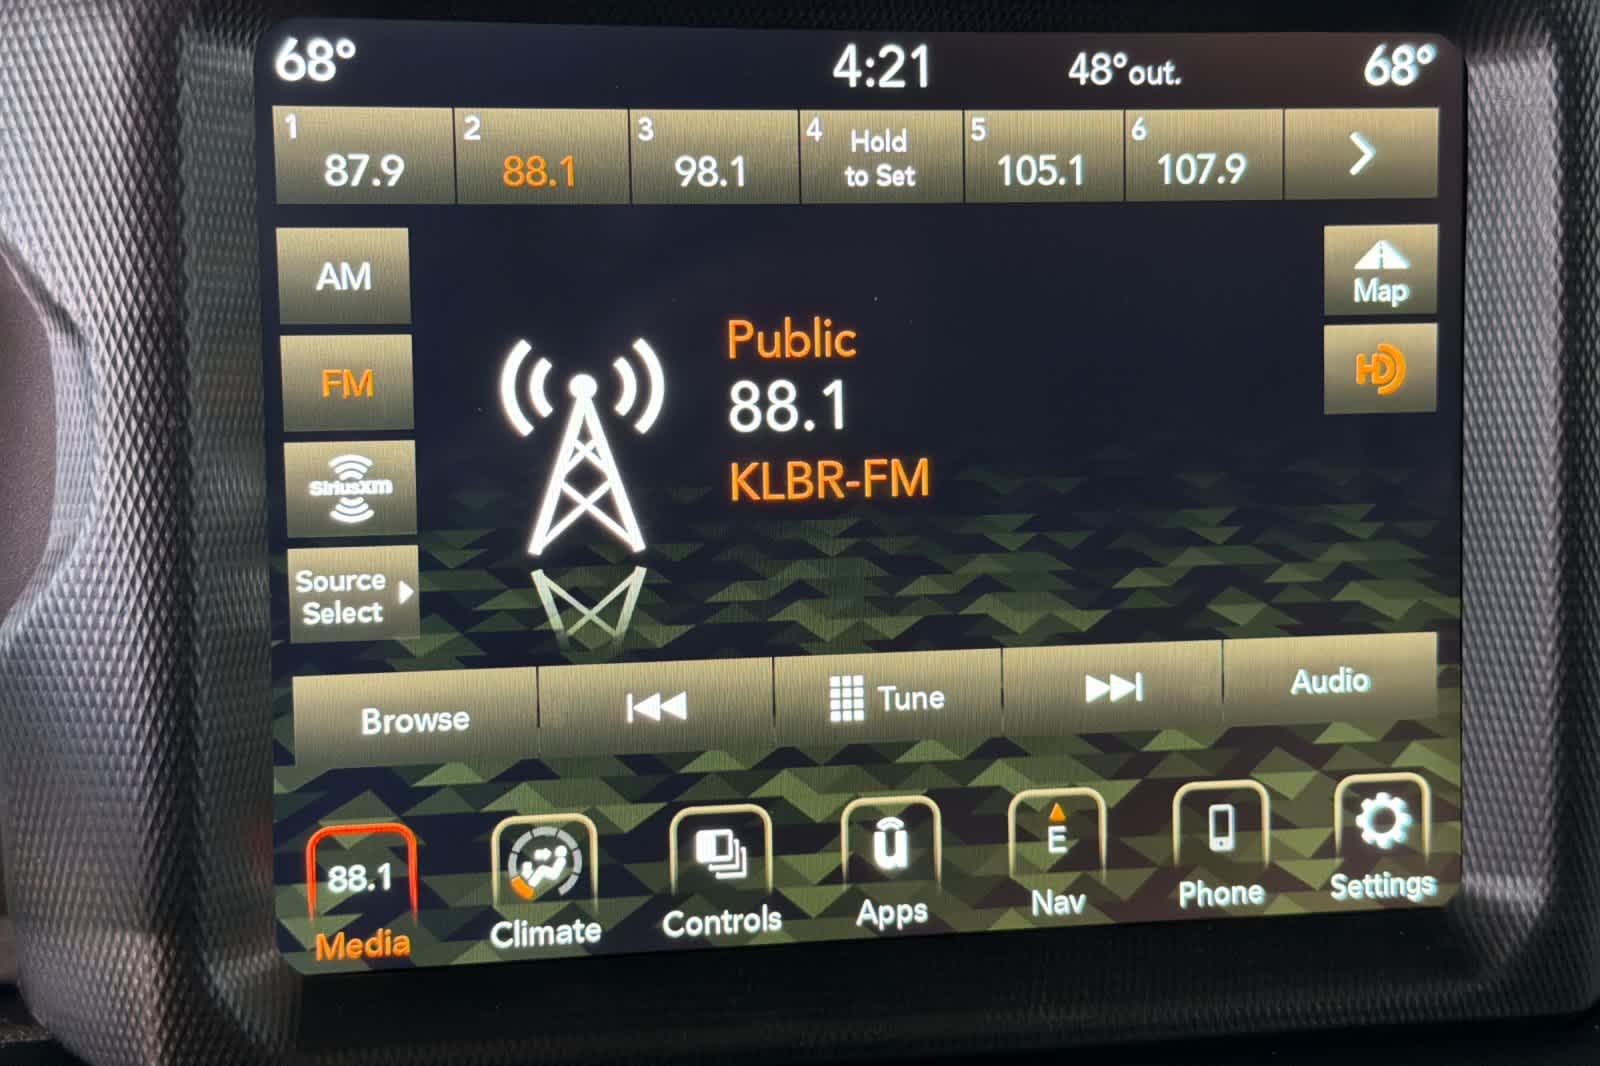 68° 4:21 48°out. 68°
1 87.9
2 88.1
3 98.1
4 Hold
to Set
5 105.1
6 107.9
AM
FM
SiriusXM
Source
Select
Public
88.1
KLBR-FM
Map
HD
Browse
Tune
Audio
88.1
Media
Climate
Controls
u
Apps
E
Nav
Phone
Settings